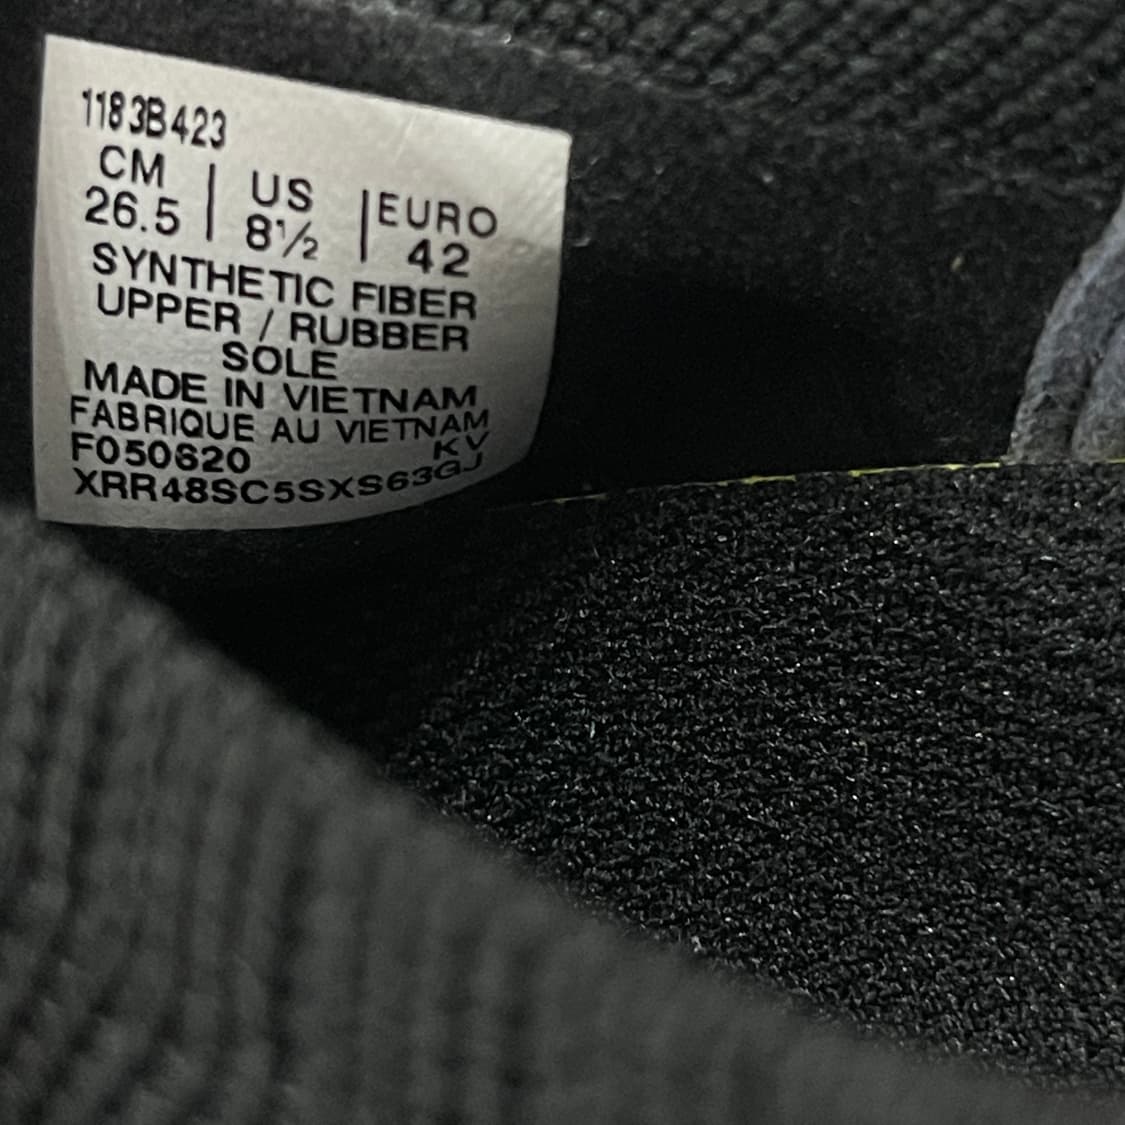 1183B423
CM | US | EURO
26.5 | 8½ | 42
SYNTHETIC FIBER
UPPER / RUBBER
SOLE
MADE IN VIETNAM
FABRIQUE AU VIETNAM
F050620 KV
XRR48SC5SXS63GJ